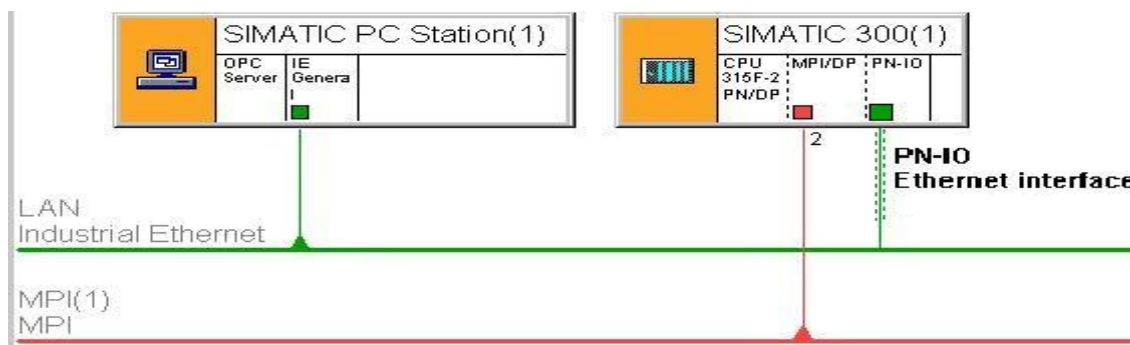 SIMATIC PC Station(1)
OPC
Server
IE
Genera
l
SIMATIC 300(1)
CPU
315F-2
PN/DP
MPI/DP
PN-IO
2
PN-IO
Ethernet interface
LAN
Industrial Ethernet
MPI(1)
MPI